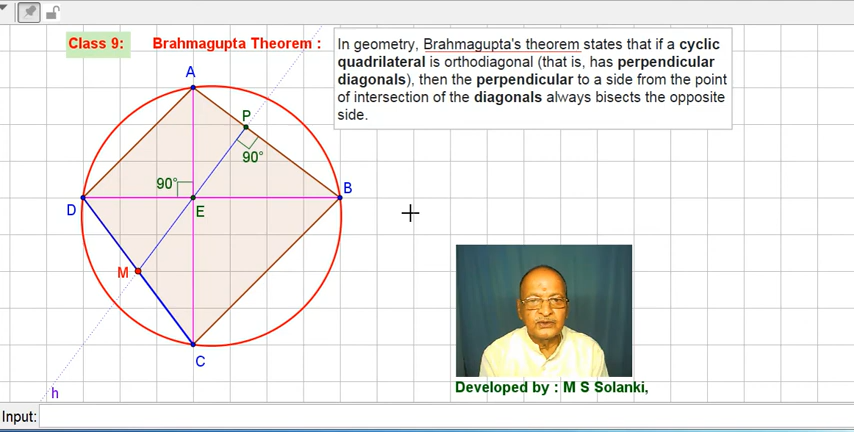 Class 9: Brahmagupta Theorem :
In geometry, Brahmagupta's theorem states that if a cyclic
quadrilateral is orthodiagonal (that is, has perpendicular
diagonals), then the perpendicular to a side from the point
of intersection of the diagonals always bisects the opposite
side.
A
P
90°
90°
B
D
E
M
C
h
Developed by : M S Solanki,
Input: